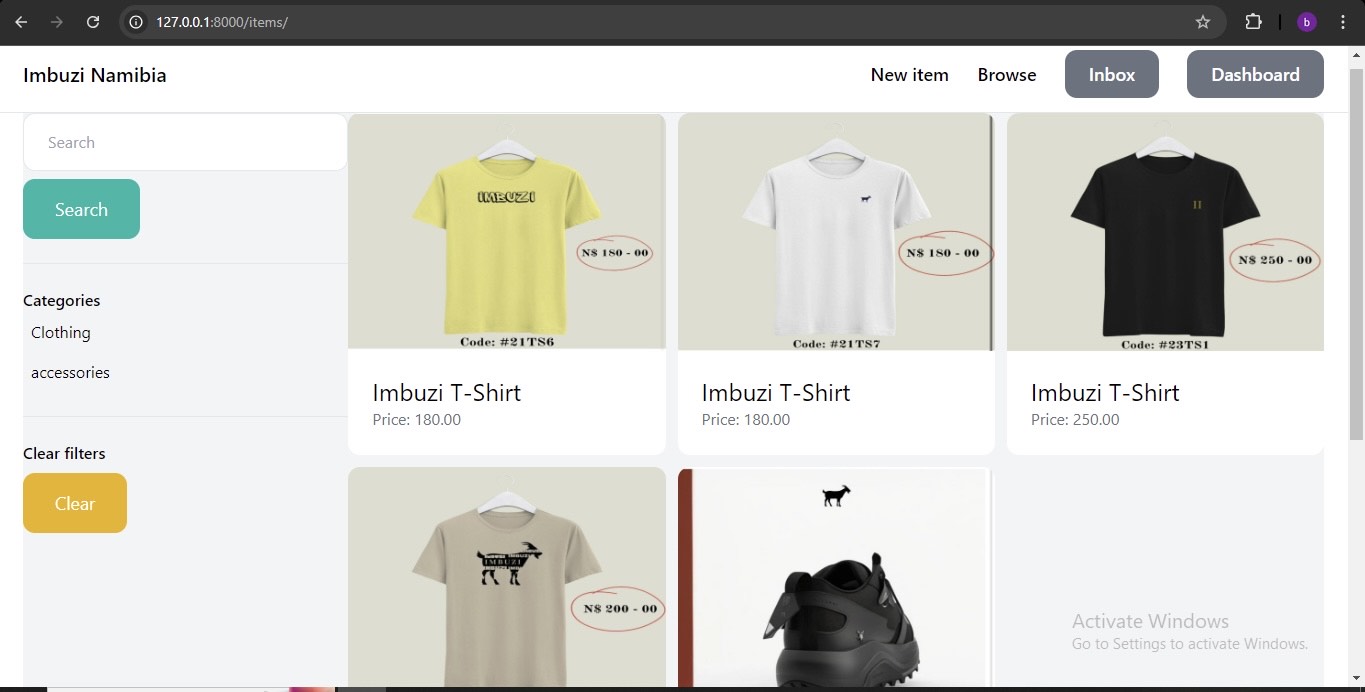 127.0.0.1:8000/items/
b
Imbuzi Namibia
New item
Browse
Inbox
Dashboard
Search
Search
Categories
Clothing
accessories
Clear filters
Clear
IMBUZI
N$ 180 - 00
Code: #21TS6
Imbuzi T-Shirt
Price: 180.00
N$ 180 - 00
Code: #21TS7
Imbuzi T-Shirt
Price: 180.00
II
N$ 250 - 00
Code: #23TS1
Imbuzi T-Shirt
Price: 250.00
IMBUZI
N$ 200 - 00
Activate Windows
Go to Settings to activate Windows.